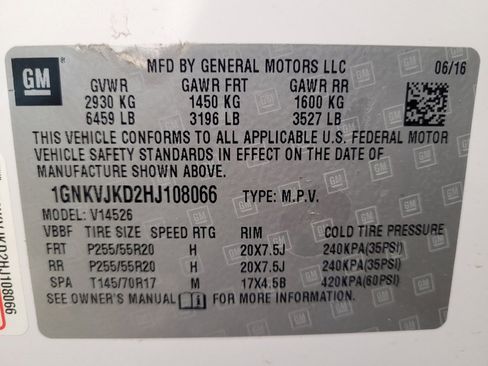 GM
MFD BY GENERAL MOTORS LLC 06/16
GVWR GAWR FRT GAWR RR
2930 KG 1450 KG 1600 KG
6459 LB 3196 LB 3527 LB
THIS VEHICLE CONFORMS TO ALL APPLICABLE U.S. FEDERAL MOTOR
VEHICLE SAFETY STANDARDS IN EFFECT ON THE DATE OF
MANUFACTURE SHOWN ABOVE.
1GNKVJKD2HJ108066 TYPE: M.P.V.
MODEL: V14526
VBBF TIRE SIZE SPEED RTG RIM COLD TIRE PRESSURE
FRT P255/55R20 H 20X7.5J 240KPA(35PSI)
RR P255/55R20 H 20X7.5J 240KPA(35PSI)
SPA T145/70R17 M 17X4.5B 420KPA(60PSI)
SEE OWNER'S MANUAL FOR MORE INFORMATION